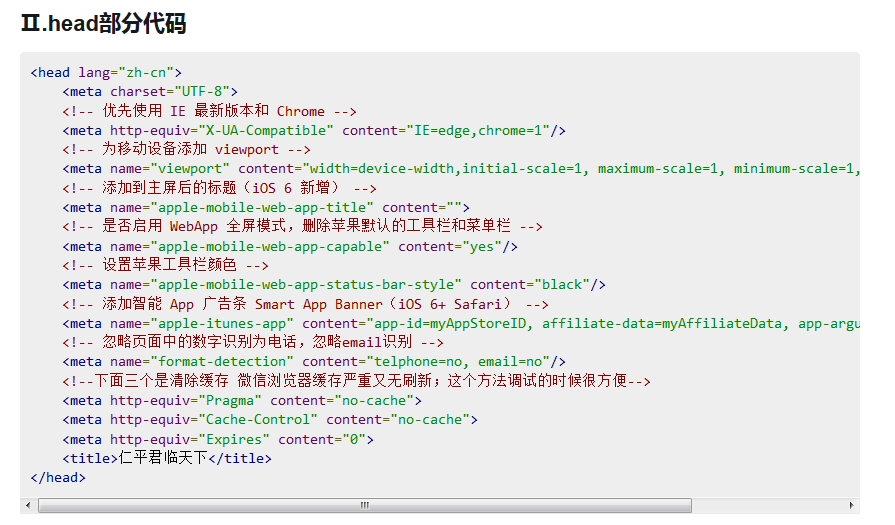 Ⅱ.head部分代码
<head lang="zh-cn">
    <meta charset="UTF-8">
    <!-- 优先使用 IE 最新版本和 Chrome -->
    <meta http-equiv="X-UA-Compatible" content="IE=edge,chrome=1"/>
    <!-- 为移动设备添加 viewport -->
    <meta name="viewport" content="width=device-width,initial-scale=1, maximum-scale=1, minimum-scale=1,
    <!-- 添加到主屏后的标题（iOS 6 新增） -->
    <meta name="apple-mobile-web-app-title" content="">
    <!-- 是否启用 WebApp 全屏模式，删除苹果默认的工具栏和菜单栏 -->
    <meta name="apple-mobile-web-app-capable" content="yes"/>
    <!-- 设置苹果工具栏颜色 -->
    <meta name="apple-mobile-web-app-status-bar-style" content="black"/>
    <!-- 添加智能 App 广告条 Smart App Banner（iOS 6+ Safari） -->
    <meta name="apple-itunes-app" content="app-id=myAppStoreID, affiliate-data=myAffiliateData, app-argu
    <!-- 忽略页面中的数字识别为电话，忽略email识别 -->
    <meta name="format-detection" content="telphone=no, email=no"/>
    <!--下面三个是清除缓存 微信浏览器缓存严重又无刷新；这个方法调试的时候很方便-->
    <meta http-equiv="Pragma" content="no-cache">
    <meta http-equiv="Cache-Control" content="no-cache">
    <meta http-equiv="Expires" content="0">
    <title>仁平君临天下</title>
</head>